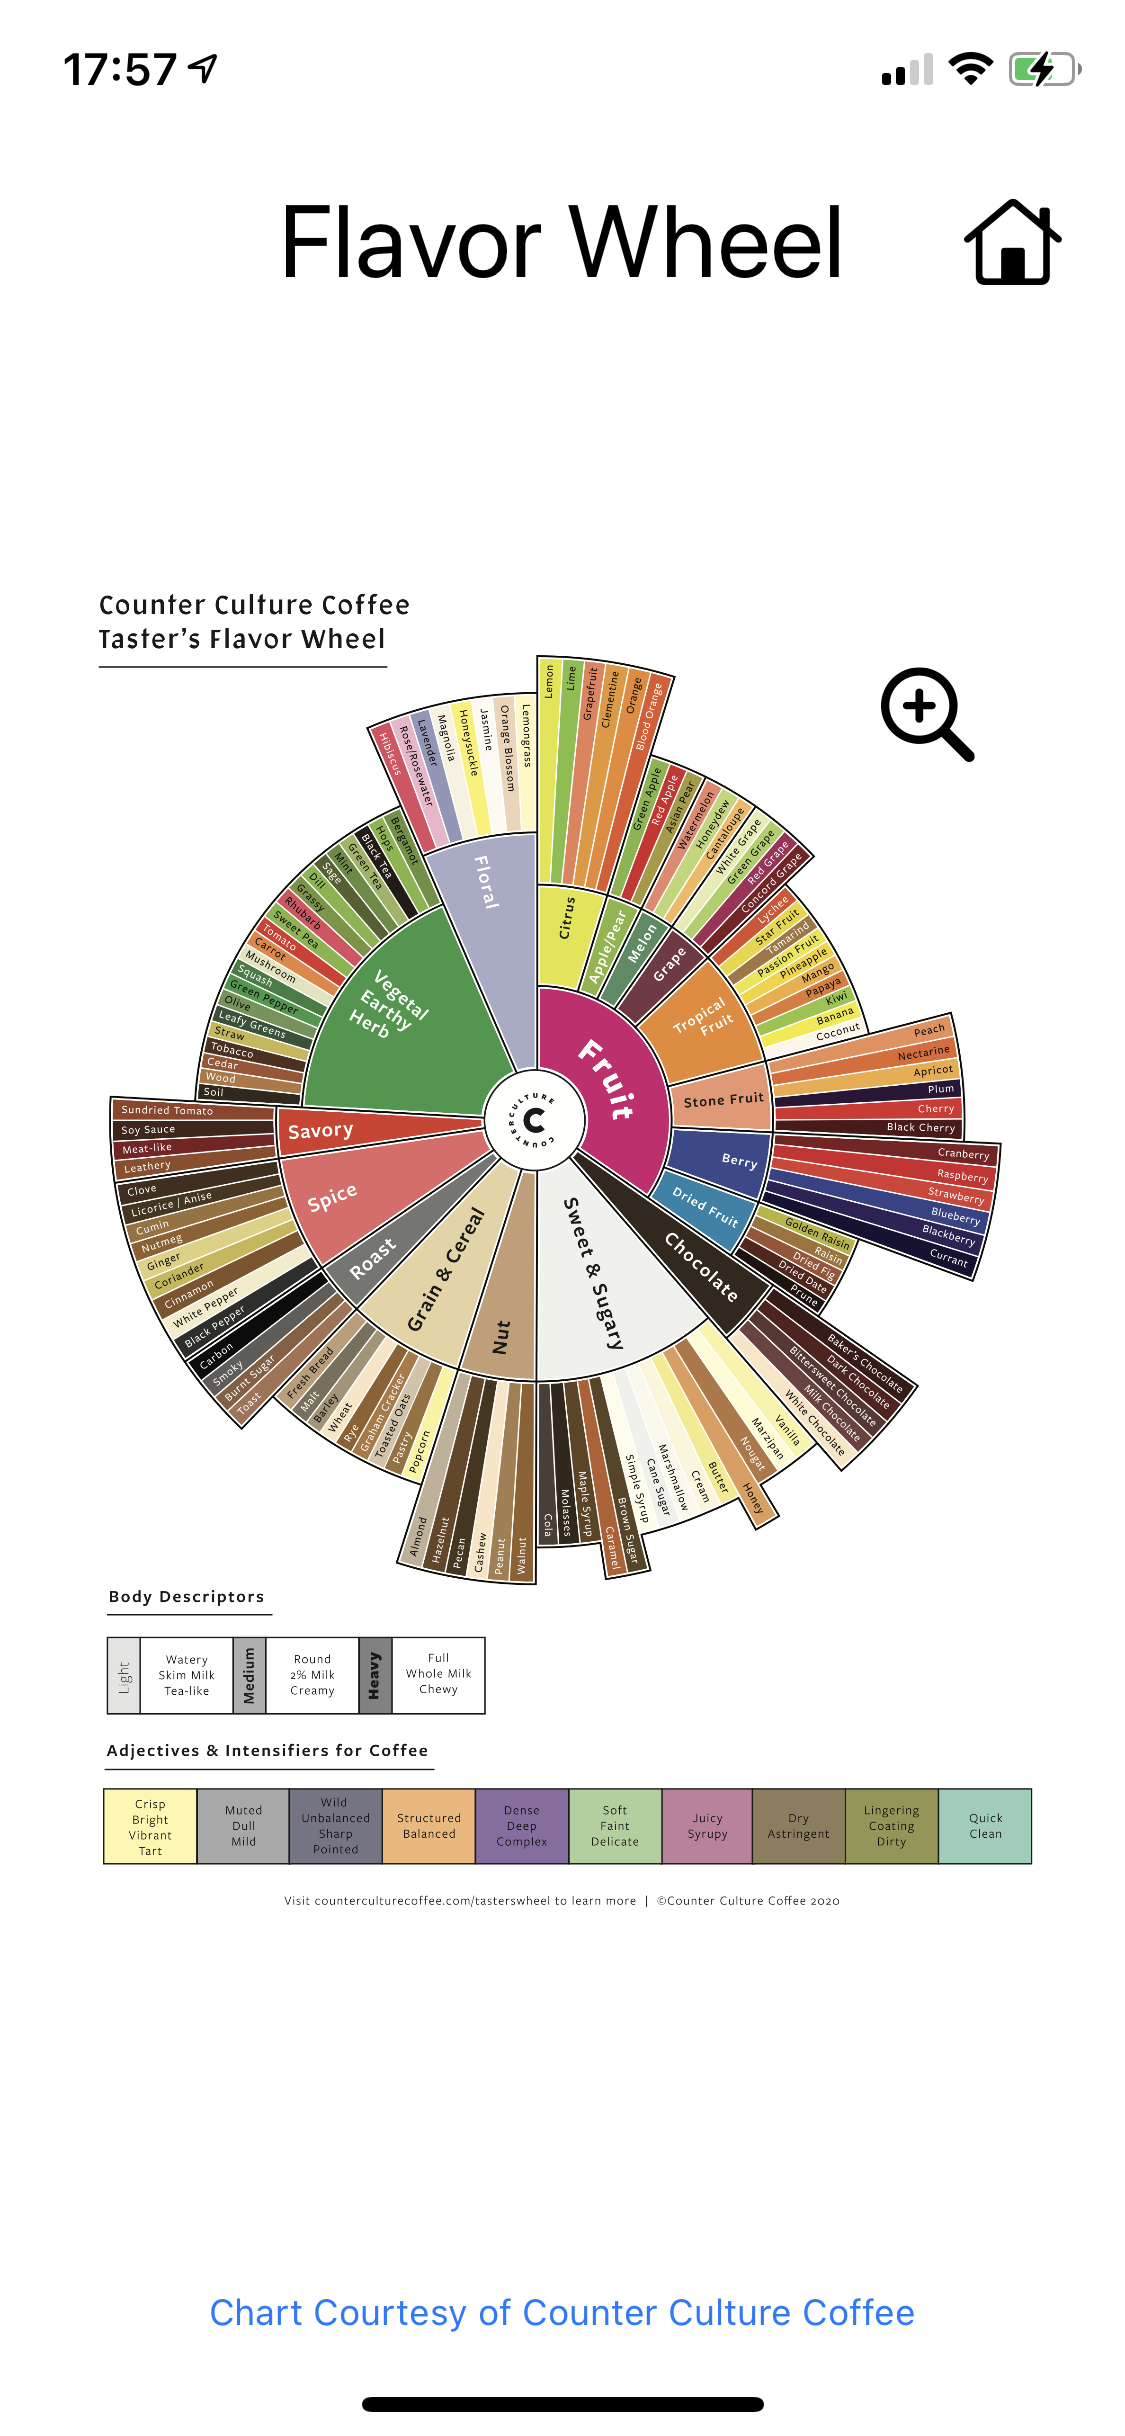 17:57
Flavor Wheel
Counter Culture Coffee
Taster's Flavor Wheel
Fruit
Citrus
Lemon
Lime
Grapefruit
Clementine
Orange
Blood Orange
Apple/Pear
Green Apple
Red Apple
Asian Pear
Melon
Watermelon
Honeydew
Cantaloupe
Grape
White Grape
Green Grape
Red Grape
Concord Grape
Tropical
Fruit
Lychee
Star Fruit
Tamarind
Passion Fruit
Pineapple
Mango
Papaya
Kiwi
Banana
Coconut
Stone Fruit
Peach
Nectarine
Apricot
Plum
Cherry
Black Cherry
Berry
Cranberry
Raspberry
Strawberry
Blueberry
Blackberry
Currant
Dried Fruit
Golden Raisin
Raisin
Dried Fig
Dried Date
Prune
Chocolate
Baker's Chocolate
Dark Chocolate
Bittersweet Chocolate
Milk Chocolate
White Chocolate
Sweet & Sugary
Vanilla
Marzipan
Nougat
Honey
Butter
Cream
Marshmallow
Cane Sugar
Simple Syrup
Brown Sugar
Caramel
Maple Syrup
Molasses
Cola
Nut
Walnut
Peanut
Cashew
Pecan
Hazelnut
Almond
Grain & Cereal
Popcorn
Pastry
Toasted Oats
Graham Cracker
Rye
Wheat
Barley
Malt
Fresh Bread
Roast
Toast
Burnt Sugar
Smoky
Carbon
Spice
Black Pepper
White Pepper
Cinnamon
Coriander
Ginger
Nutmeg
Cumin
Licorice / Anise
Clove
Savory
Leathery
Meat-like
Soy Sauce
Sundried Tomato
Vegetal
Earthy
Herb
Soil
Wood
Cedar
Tobacco
Straw
Leafy Greens
Olive
Green Pepper
Squash
Mushroom
Carrot
Tomato
Sweet Pea
Rhubarb
Grassy
Dill
Sage
Mint
Green Tea
Black Tea
Hops
Bergamot
Floral
Hibiscus
Rose/Rosewater
Lavender
Magnolia
Honeysuckle
Jasmine
Orange Blossom
Lemongrass
COUNTER CULTURE
C
Body Descriptors
Light
Watery
Skim Milk
Tea-like
Medium
Round
2% Milk
Creamy
Heavy
Full
Whole Milk
Chewy
Adjectives & Intensifiers for Coffee
Crisp
Bright
Vibrant
Tart
Muted
Dull
Mild
Wild
Unbalanced
Sharp
Pointed
Structured
Balanced
Dense
Deep
Complex
Soft
Faint
Delicate
Juicy
Syrupy
Dry
Astringent
Lingering
Coating
Dirty
Quick
Clean
Visit counterculturecoffee.com/tasterswheel to learn more | ©Counter Culture Coffee 2020
Chart Courtesy of Counter Culture Coffee